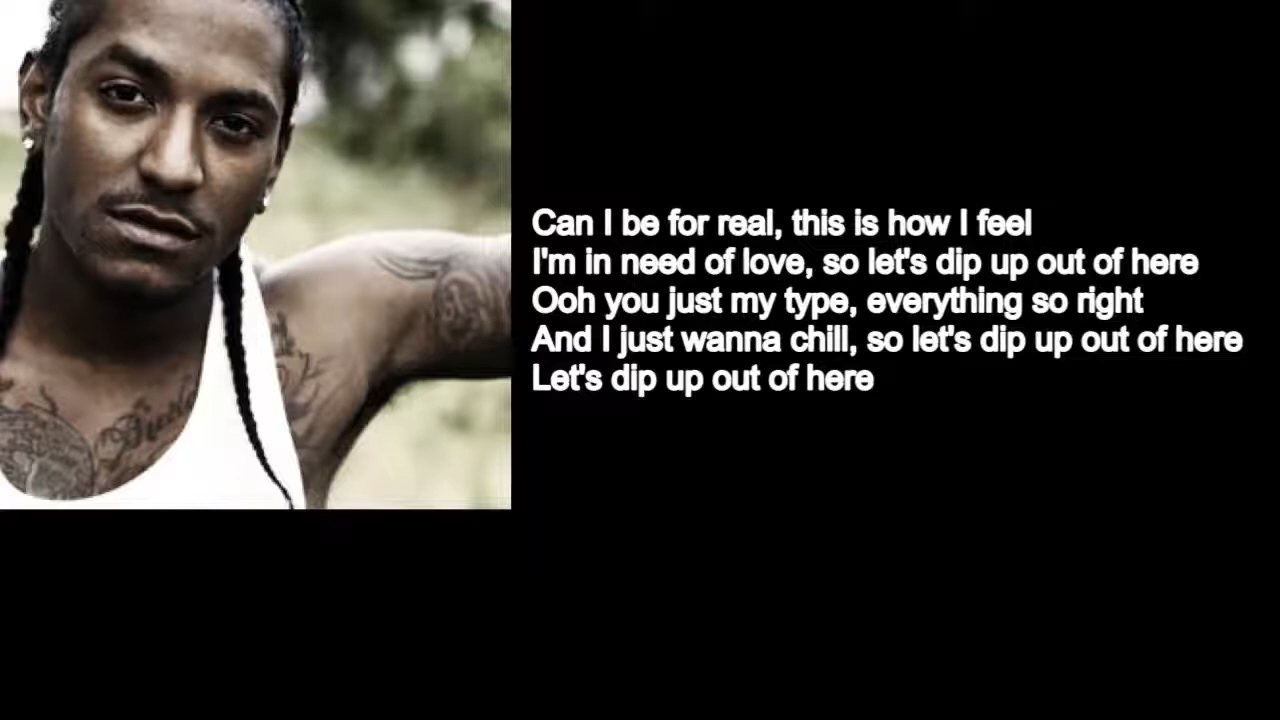 Can I be for real, this is how I feel
I'm in need of love, so let's dip up out of here
Ooh you just my type, everything so right
And I just wanna chill, so let's dip up out of here
Let's dip up out of here